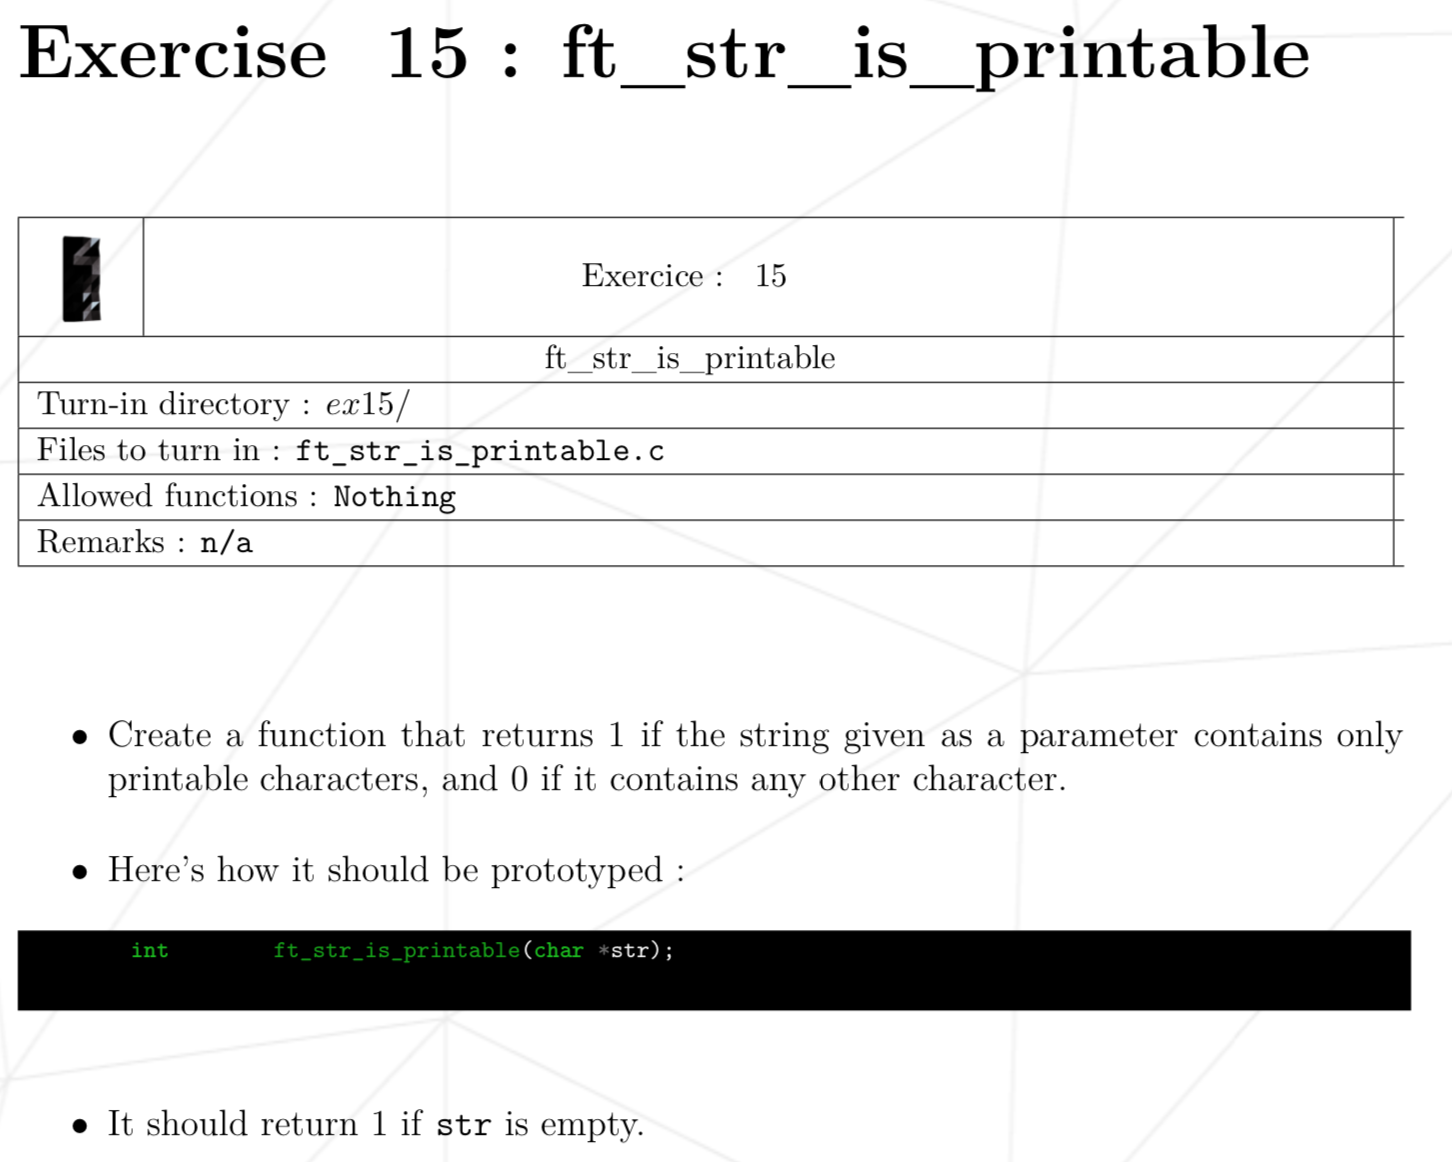 Exercise 15 : ft_str_is_printable
Exercice : 15
ft_str_is_printable
Turn-in directory : ex15/
Files to turn in : ft_str_is_printable.c
Allowed functions : Nothing
Remarks : n/a
• Create a function that returns 1 if the string given as a parameter contains only
printable characters, and 0 if it contains any other character.
• Here's how it should be prototyped :
int ft_str_is_printable(char *str);
• It should return 1 if str is empty.